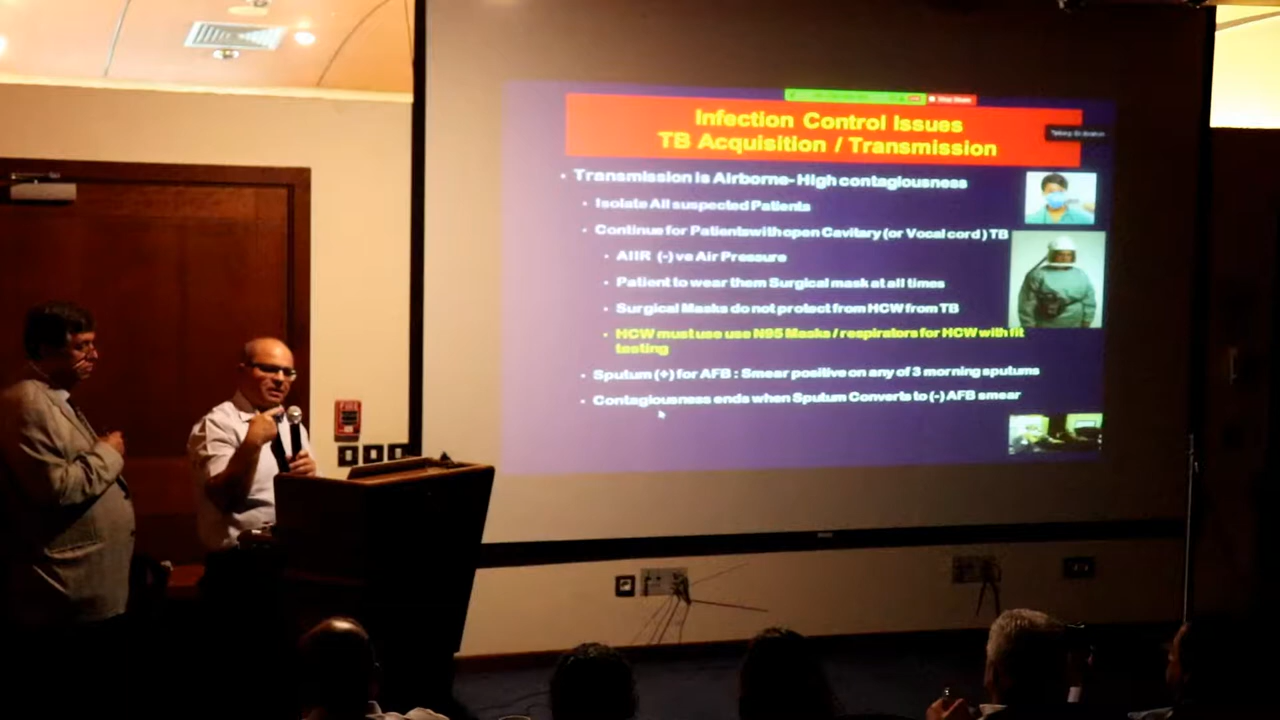 Stop Share
Infection Control Issues
TB Acquisition / Transmission
• Transmission is Airborne- High contagiousness
• Isolate All suspected Patients
• Continue for Patientswithopen Cavitary (or Vocal cord ) TB
• AIIR (-) ve Air Pressure
• Patient to wear them Surgical mask at all times
• Surgical Masks do not protect from HCW from TB
• HCW must use use N95 Masks / respirators for HCW with fit
testing
• Sputum (+) for AFB : Smear positive on any of 3 morning sputums
• Contagiousness ends when Sputum Converts to (-) AFB smear